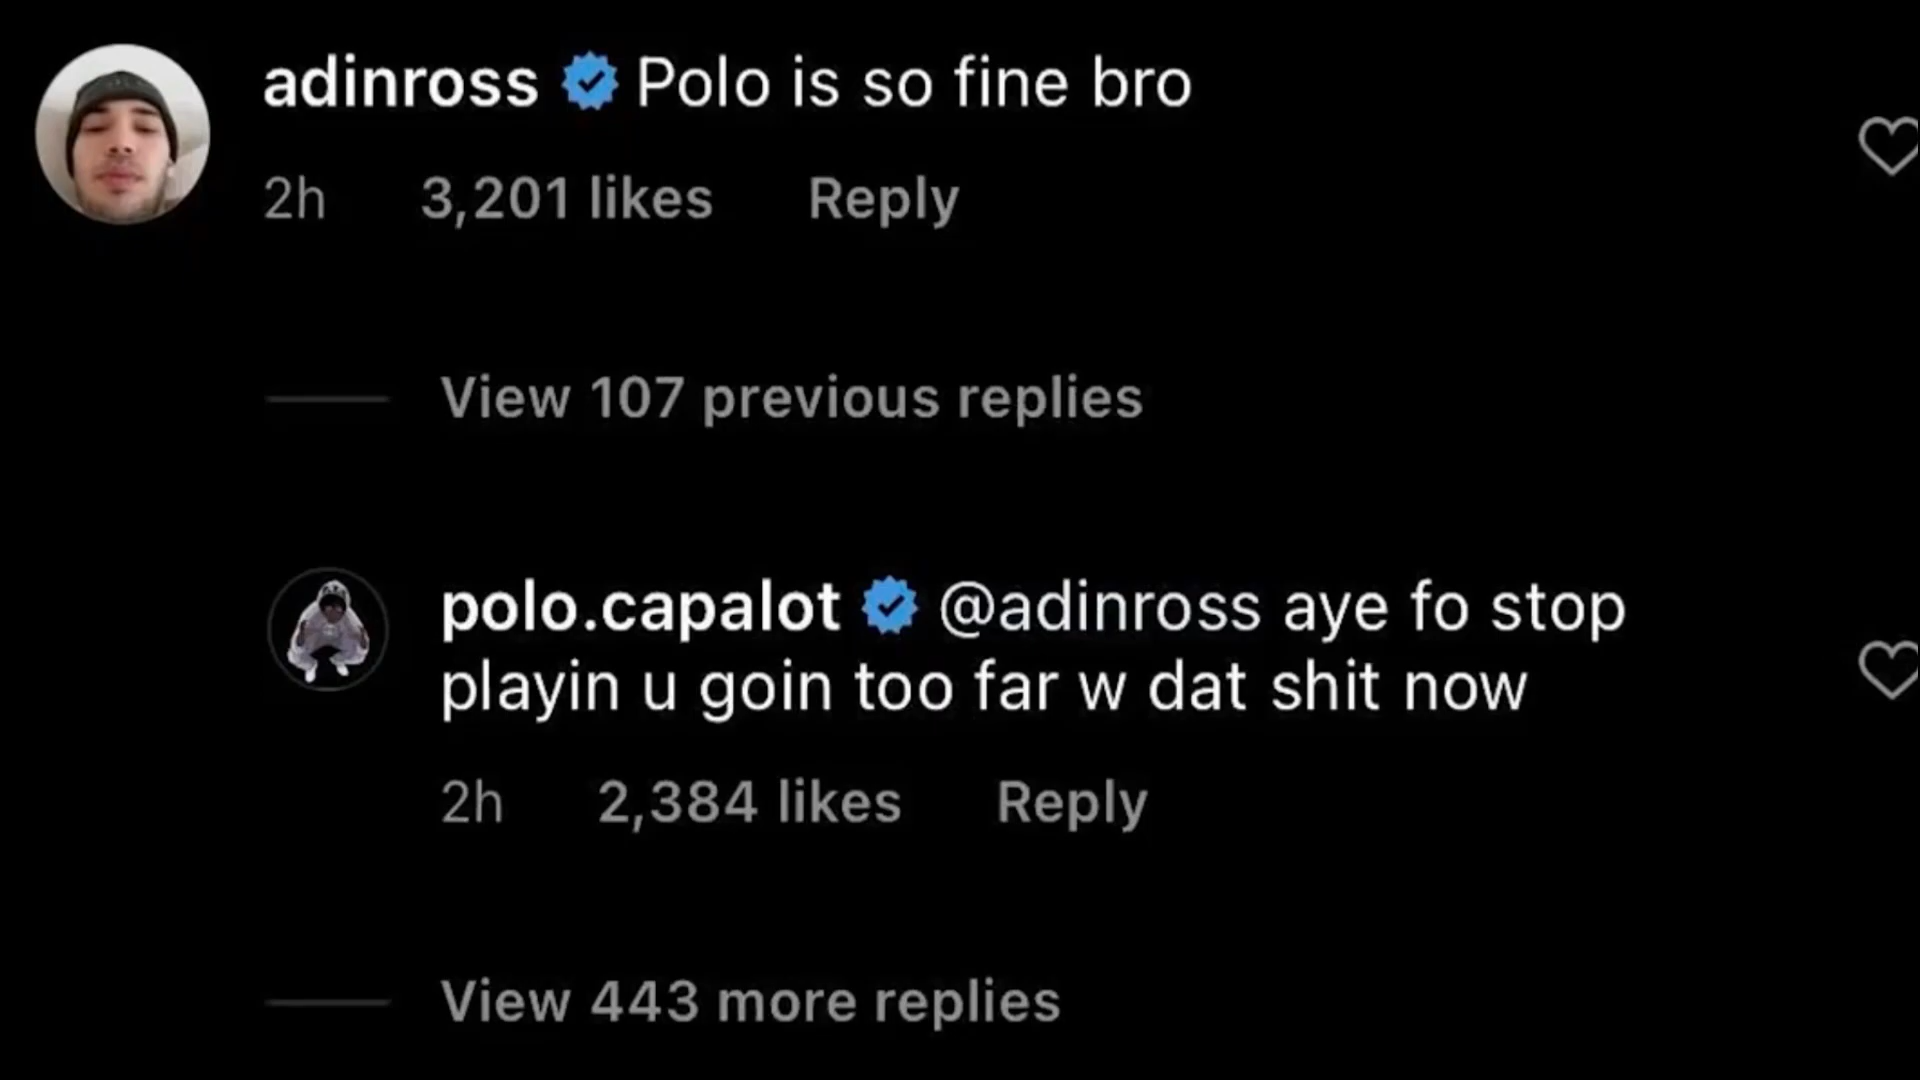 adinross Polo is so fine bro
2h 3,201 likes Reply
View 107 previous replies
polo.capalot @adinross aye fo stop
playin u goin too far w dat shit now
2h 2,384 likes Reply
View 443 more replies